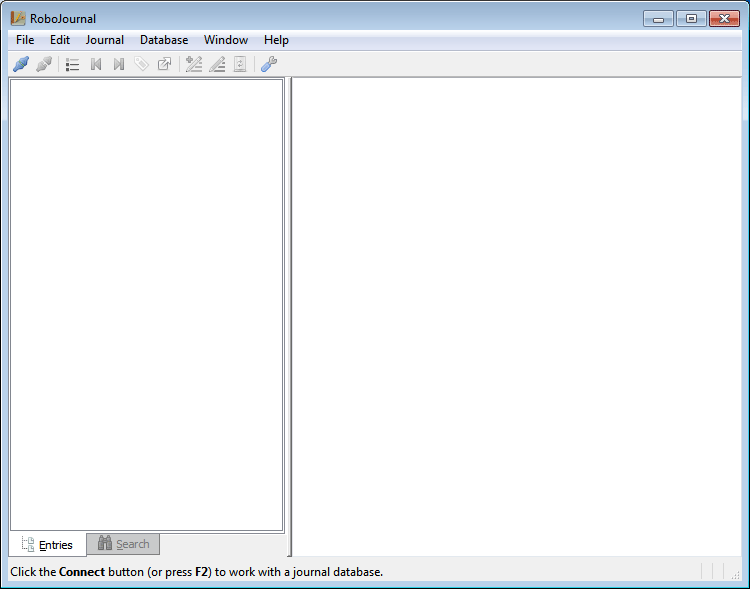 RoboJournal
File Edit Journal Database Window Help
Entries Search
Click the Connect button (or press F2) to work with a journal database.